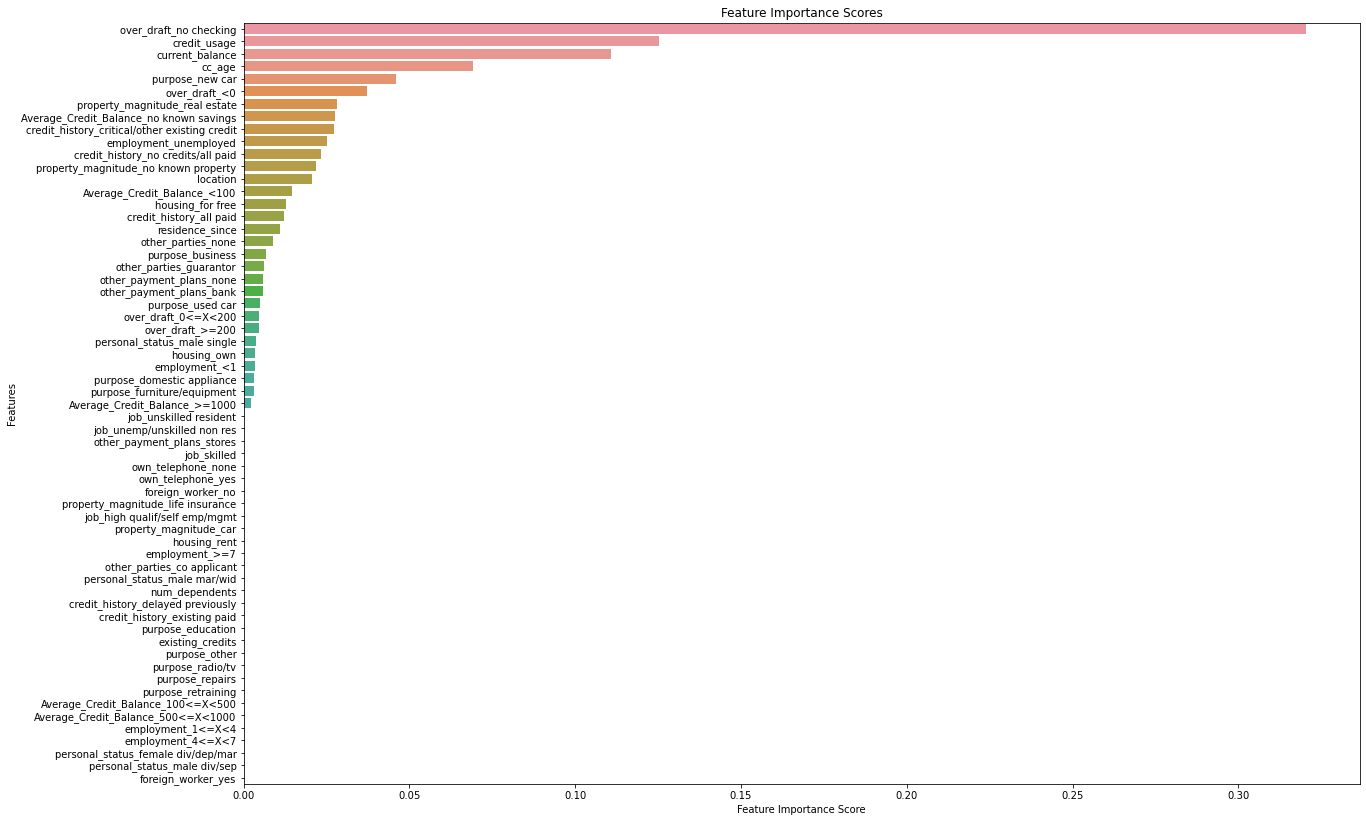 Feature Importance Scores
over_draft_no checking
credit_usage
current_balance
cc_age
purpose_new car
over_draft_<0
property_magnitude_real estate
Average_Credit_Balance_no known savings
credit_history_critical/other existing credit
employment_unemployed
credit_history_no credits/all paid
property_magnitude_no known property
location
Average_Credit_Balance_<100
housing_for free
credit_history_all paid
residence_since
other_parties_none
purpose_business
other_parties_guarantor
other_payment_plans_none
other_payment_plans_bank
purpose_used car
over_draft_0<=X<200
over_draft_>=200
personal_status_male single
housing_own
employment_<1
purpose_domestic appliance
purpose_furniture/equipment
Average_Credit_Balance_>=1000
job_unskilled resident
job_unemp/unskilled non res
other_payment_plans_stores
job_skilled
own_telephone_none
own_telephone_yes
foreign_worker_no
property_magnitude_life insurance
job_high qualif/self emp/mgmt
property_magnitude_car
housing_rent
employment_>=7
other_parties_co applicant
personal_status_male mar/wid
num_dependents
credit_history_delayed previously
credit_history_existing paid
purpose_education
existing_credits
purpose_other
purpose_radio/tv
purpose_repairs
purpose_retraining
Average_Credit_Balance_100<=X<500
Average_Credit_Balance_500<=X<1000
employment_1<=X<4
employment_4<=X<7
personal_status_female div/dep/mar
personal_status_male div/sep
foreign_worker_yes
Features
0.00 0.05 0.10 0.15 0.20 0.25 0.30
Feature Importance Score